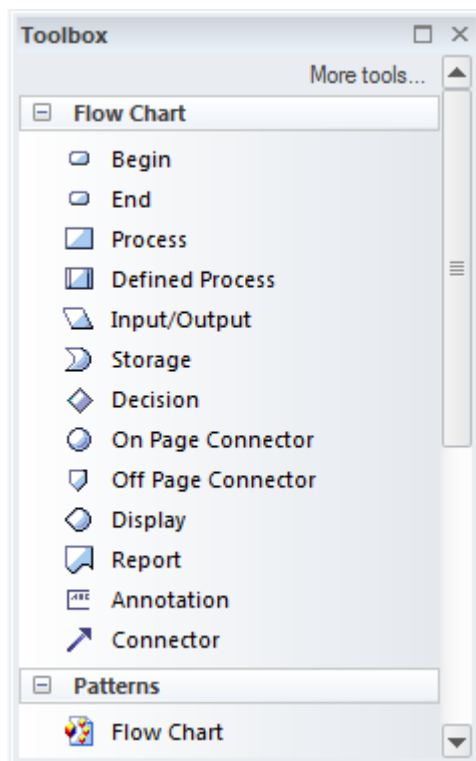 Toolbox
More tools...
Flow Chart
Begin
End
Process
Defined Process
Input/Output
Storage
Decision
On Page Connector
Off Page Connector
Display
Report
ABC
Annotation
Connector
Patterns
Flow Chart